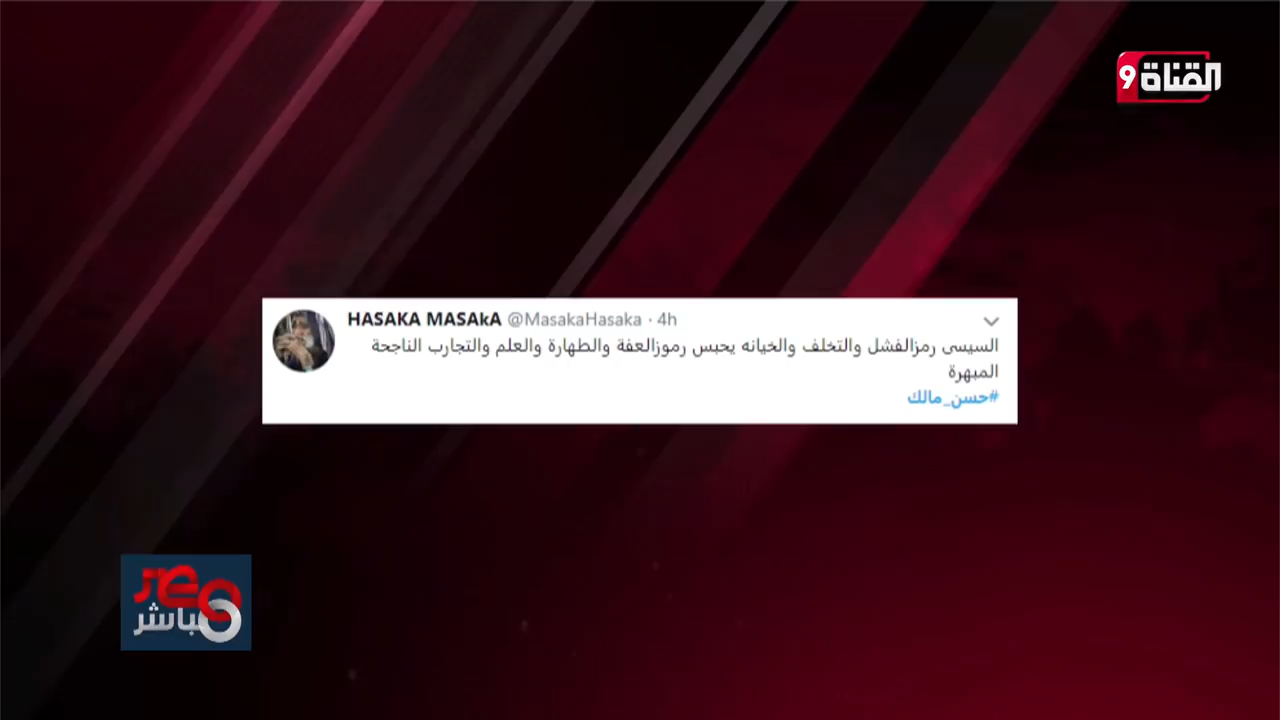 القناة 9
HASAKA MASAkA @MasakaHasaka · 4h
السيسى رمزالفشل والتخلف والخيانه يحبس رموزالعفة والطهارة والعلم والتجارب الناجحة
المبهرة
#حسن_مالك
مصر
مباشر